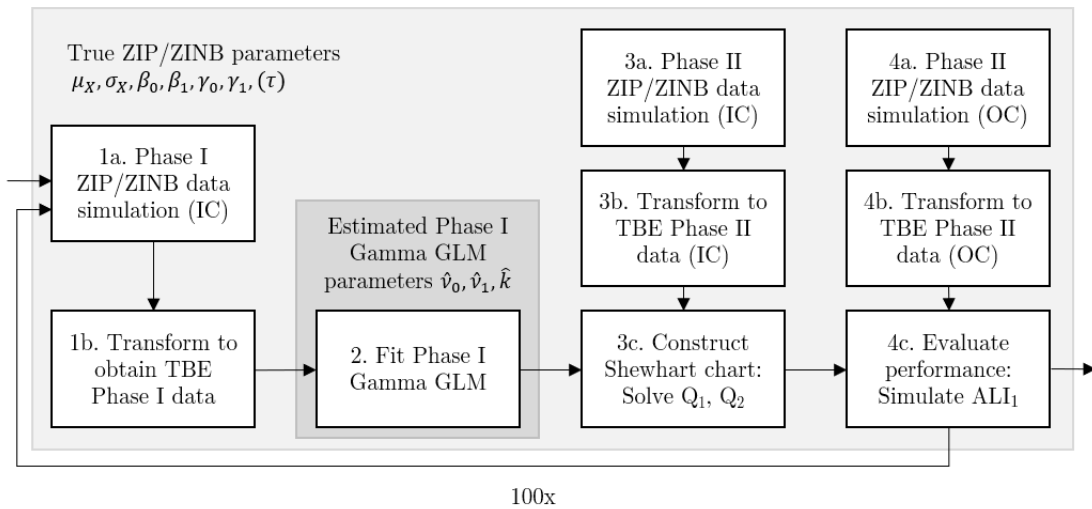 True ZIP/ZINB parameters
μ_X, σ_X, β₀, β₁, γ₀, γ₁, (τ)
1a. Phase I
ZIP/ZINB data
simulation (IC)
1b. Transform to
obtain TBE
Phase I data
Estimated Phase I
Gamma GLM
parameters ν̂₀, ν̂₁, k̂
2. Fit Phase I
Gamma GLM
3a. Phase II
ZIP/ZINB data
simulation (IC)
3b. Transform to
TBE Phase II
data (IC)
3c. Construct
Shewhart chart:
Solve Q₁, Q₂
4a. Phase II
ZIP/ZINB data
simulation (OC)
4b. Transform to
TBE Phase II
data (OC)
4c. Evaluate
performance:
Simulate ALI₁
100x